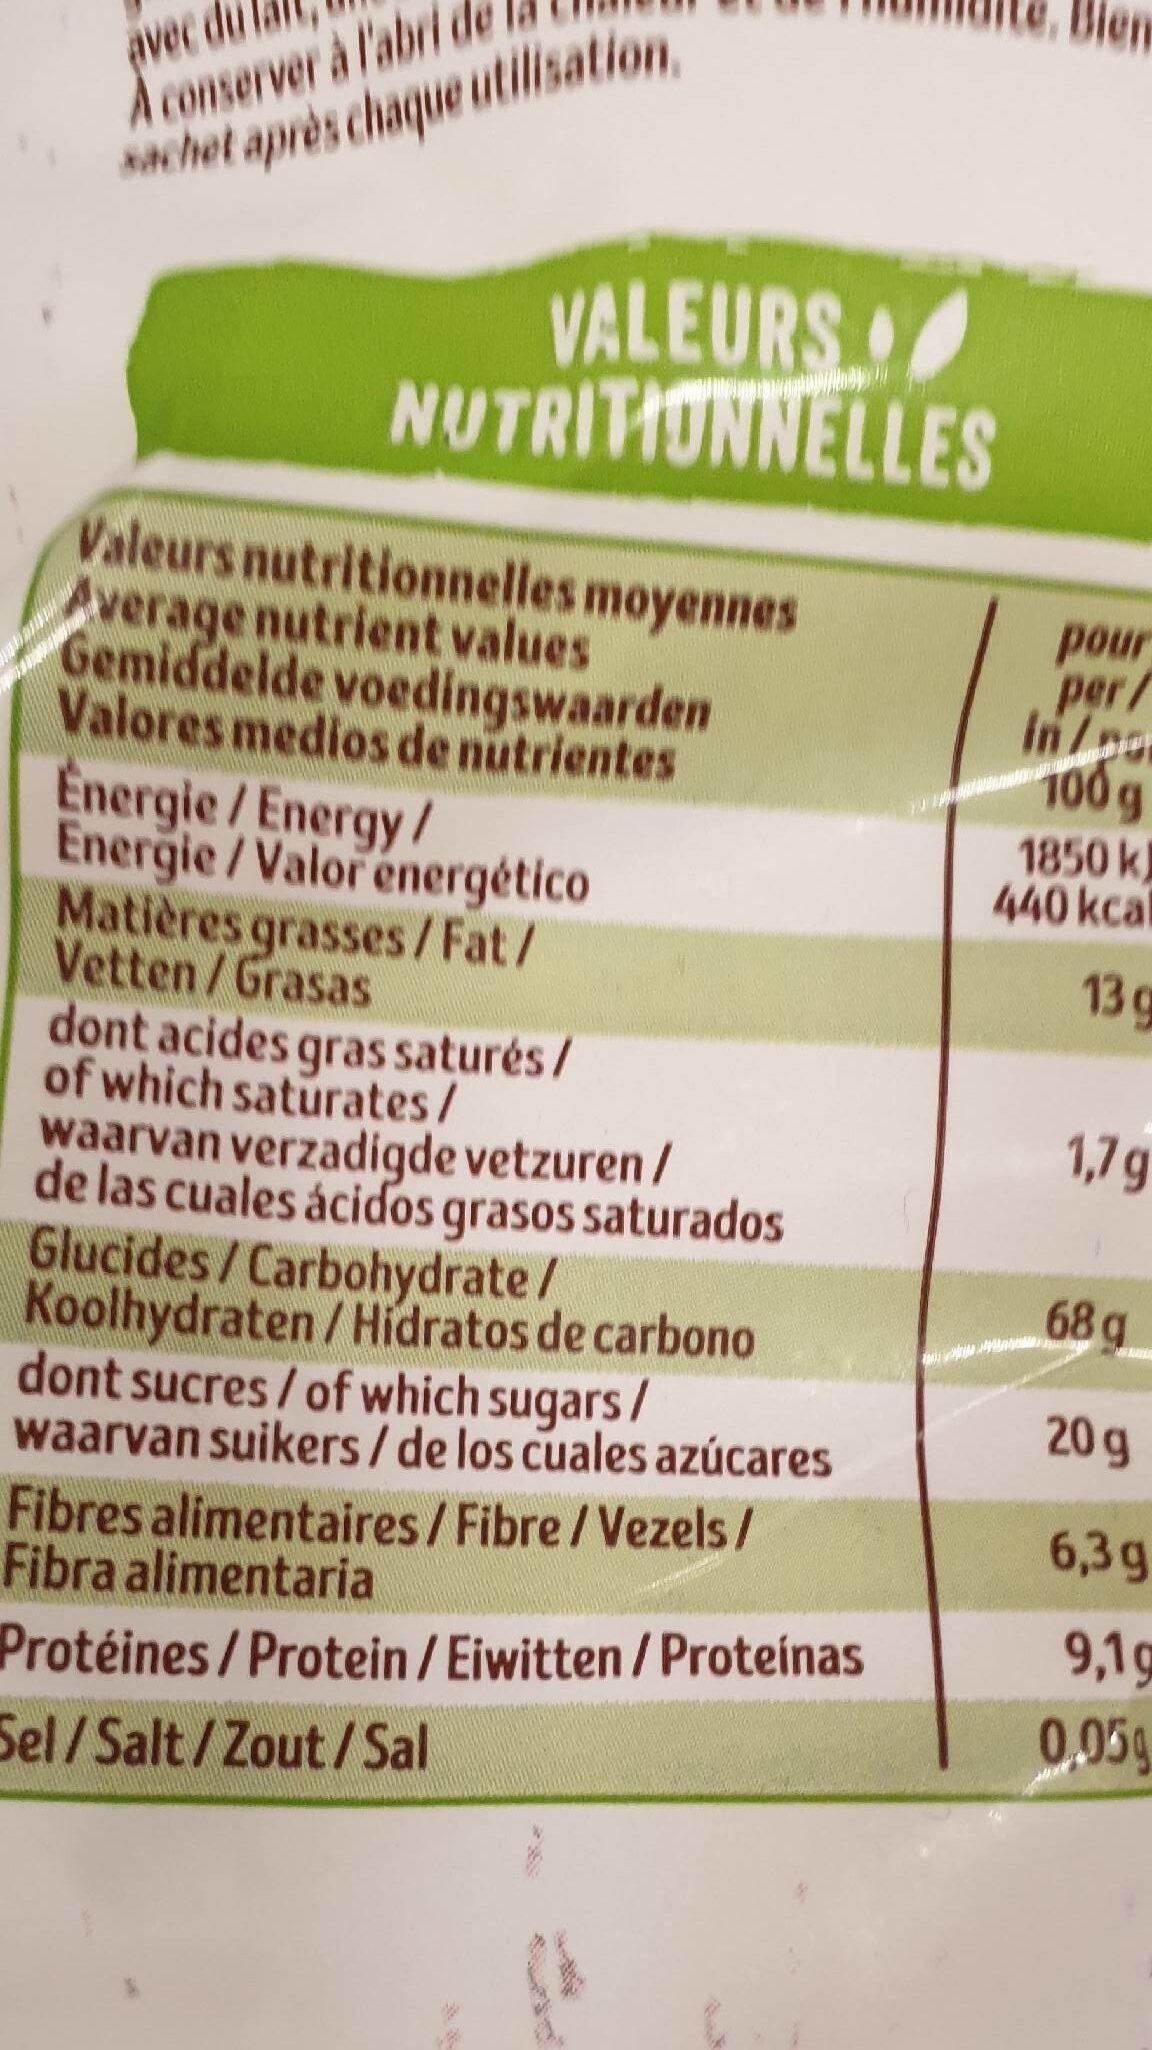 avec du lait,
À conserver à l'abri de la
Bien
sachet après chaque utilisation.
VALEURS
NUTRITIONNELLES
Valeurs nutritionnelles moyennes
Average nutrient values
Gemiddelde voedingswaarden
Valores medios de nutrientes
pour
per /
in /
100 g
Énergie / Energy /
Energie / Valor energético
1850 kJ
440 kcal
Matières grasses / Fat /
Vetten / Grasas
13 g
dont acides gras saturés /
of which saturates /
waarvan verzadigde vetzuren /
de las cuales ácidos grasos saturados
1,7 g
Glucides / Carbohydrate /
Koolhydraten / Hidratos de carbono
68 g
dont sucres / of which sugars /
waarvan suikers / de los cuales azúcares
20 g
Fibres alimentaires / Fibre / Vezels /
Fibra alimentaria
6,3 g
Protéines / Protein / Eiwitten / Proteínas
9,1 g
Sel / Salt / Zout / Sal
0,05 g